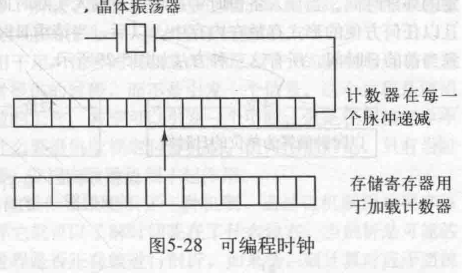 晶体振荡器
计数器在每一
个脉冲递减
存储寄存器用
于加载计数器
图5-28 可编程时钟